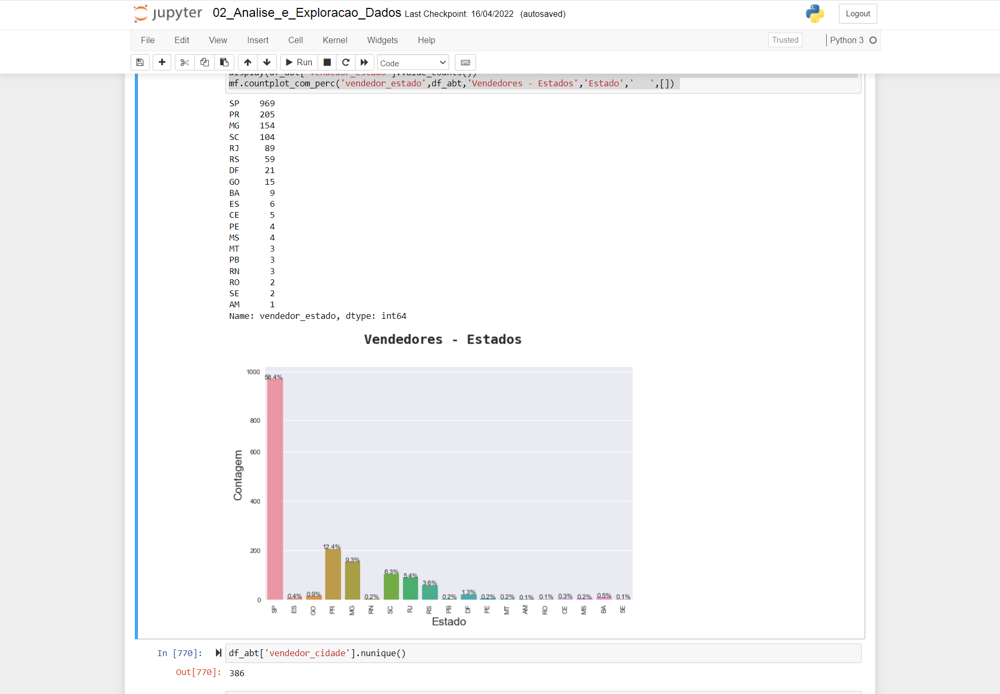 jupyter 02_Analise_e_Exploracao_Dados Last Checkpoint: 16/04/2022 (autosaved)
Logout
File Edit View Insert Cell Kernel Widgets Help
Trusted
Python 3
Run
Code
display(df_abt['vendedor_estado'].value_counts())
mf.countplot_com_perc('vendedor_estado',df_abt,'Vendedores - Estados','Estado','   ',[])
SP 969
PR 205
MG 154
SC 104
RJ 89
RS 59
DF 21
GO 15
BA 9
ES 6
CE 5
PE 4
MS 4
MT 3
PB 3
RN 3
RO 2
SE 2
AM 1
Name: vendedor_estado, dtype: int64
Vendedores - Estados
1000
800
600
400
200
0
Contagem
58.4%
0.4%
0.9%
12.4%
9.3%
0.2%
6.3%
5.4%
3.6%
0.2%
1.3%
0.2%
0.2%
0.1%
0.1%
0.3%
0.2%
0.5%
0.1%
SP ES GO PR MG RN SC RJ RS PB DF PE MT AM RO CE MS BA SE
Estado
In [770]: df_abt['vendedor_cidade'].nunique()
Out[770]: 386